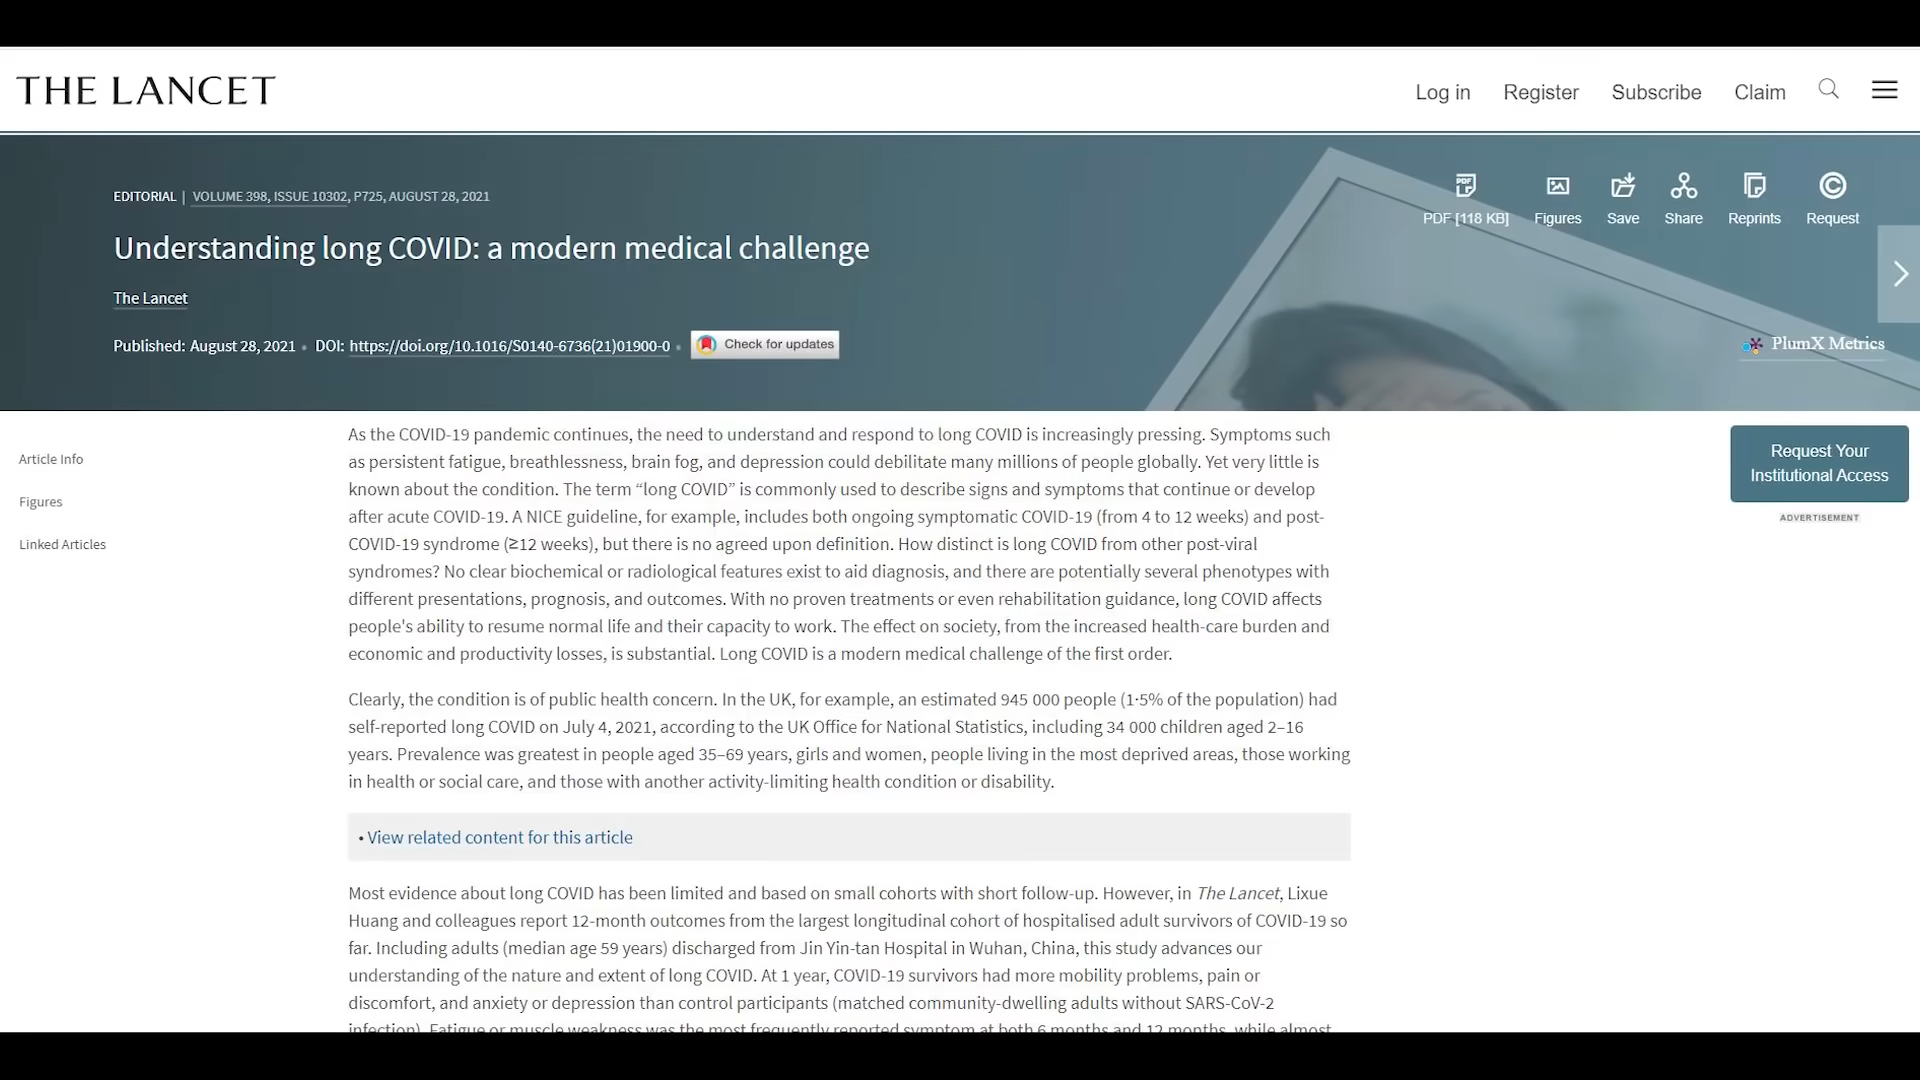 THE LANCET
Log in
Register
Subscribe
Claim
EDITORIAL | VOLUME 398, ISSUE 10302, P725, AUGUST 28, 2021
PDF [118 KB]
Figures
Save
Share
Reprints
Request
Understanding long COVID: a modern medical challenge
The Lancet
Published: August 28, 2021 • DOI: https://doi.org/10.1016/S0140-6736(21)01900-0 •
Check for updates
PlumX Metrics
Article Info
Figures
Linked Articles
As the COVID-19 pandemic continues, the need to understand and respond to long COVID is increasingly pressing. Symptoms such
as persistent fatigue, breathlessness, brain fog, and depression could debilitate many millions of people globally. Yet very little is
known about the condition. The term “long COVID” is commonly used to describe signs and symptoms that continue or develop
after acute COVID-19. A NICE guideline, for example, includes both ongoing symptomatic COVID-19 (from 4 to 12 weeks) and post-
COVID-19 syndrome (≥12 weeks), but there is no agreed upon definition. How distinct is long COVID from other post-viral
syndromes? No clear biochemical or radiological features exist to aid diagnosis, and there are potentially several phenotypes with
different presentations, prognosis, and outcomes. With no proven treatments or even rehabilitation guidance, long COVID affects
people's ability to resume normal life and their capacity to work. The effect on society, from the increased health-care burden and
economic and productivity losses, is substantial. Long COVID is a modern medical challenge of the first order.
Clearly, the condition is of public health concern. In the UK, for example, an estimated 945 000 people (1·5% of the population) had
self-reported long COVID on July 4, 2021, according to the UK Office for National Statistics, including 34 000 children aged 2–16
years. Prevalence was greatest in people aged 35–69 years, girls and women, people living in the most deprived areas, those working
in health or social care, and those with another activity-limiting health condition or disability.
• View related content for this article
Most evidence about long COVID has been limited and based on small cohorts with short follow-up. However, in The Lancet, Lixue
Huang and colleagues report 12-month outcomes from the largest longitudinal cohort of hospitalised adult survivors of COVID-19 so
far. Including adults (median age 59 years) discharged from Jin Yin-tan Hospital in Wuhan, China, this study advances our
understanding of the nature and extent of long COVID. At 1 year, COVID-19 survivors had more mobility problems, pain or
discomfort, and anxiety or depression than control participants (matched community-dwelling adults without SARS-CoV-2
infection). Fatigue or muscle weakness was the most frequently reported symptom at both 6 months and 12 months, while almost
Request Your
Institutional Access
ADVERTISEMENT